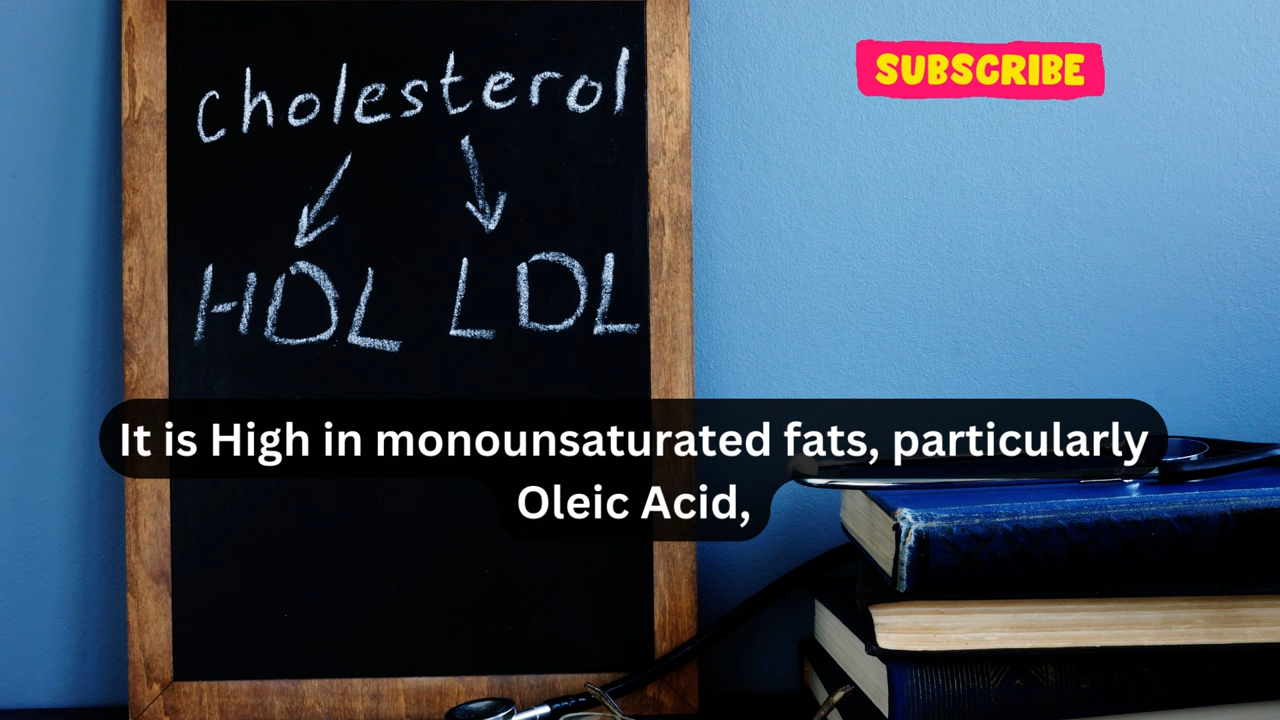 Cholesterol
HDL LDL
SUBSCRIBE
It is High in monounsaturated fats, particularly
Oleic Acid,